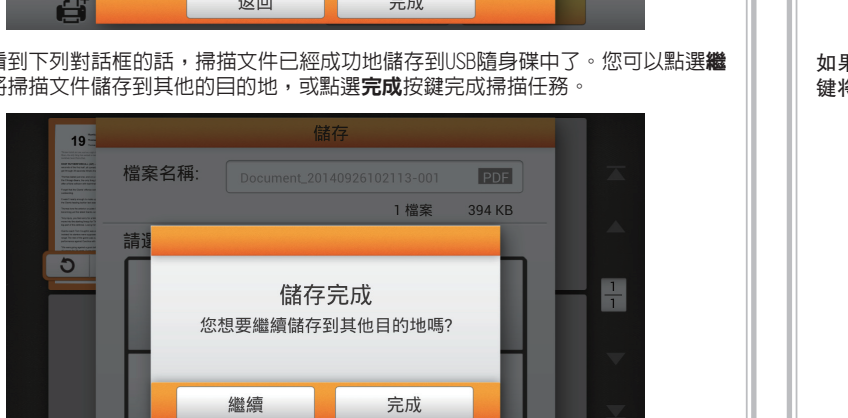 返回
完成
看到下列對話框的話，掃描文件已經成功地儲存到USB隨身碟中了。您可以點選繼
將掃描文件儲存到其他的目的地，或點選完成按鍵完成掃描任務。
如果
键将
儲存
19
檔案名稱:
Document_20140926102113-001
PDF
1 檔案
394 KB
請選
儲存完成
您想要繼續儲存到其他目的地嗎?
1
1
繼續
完成